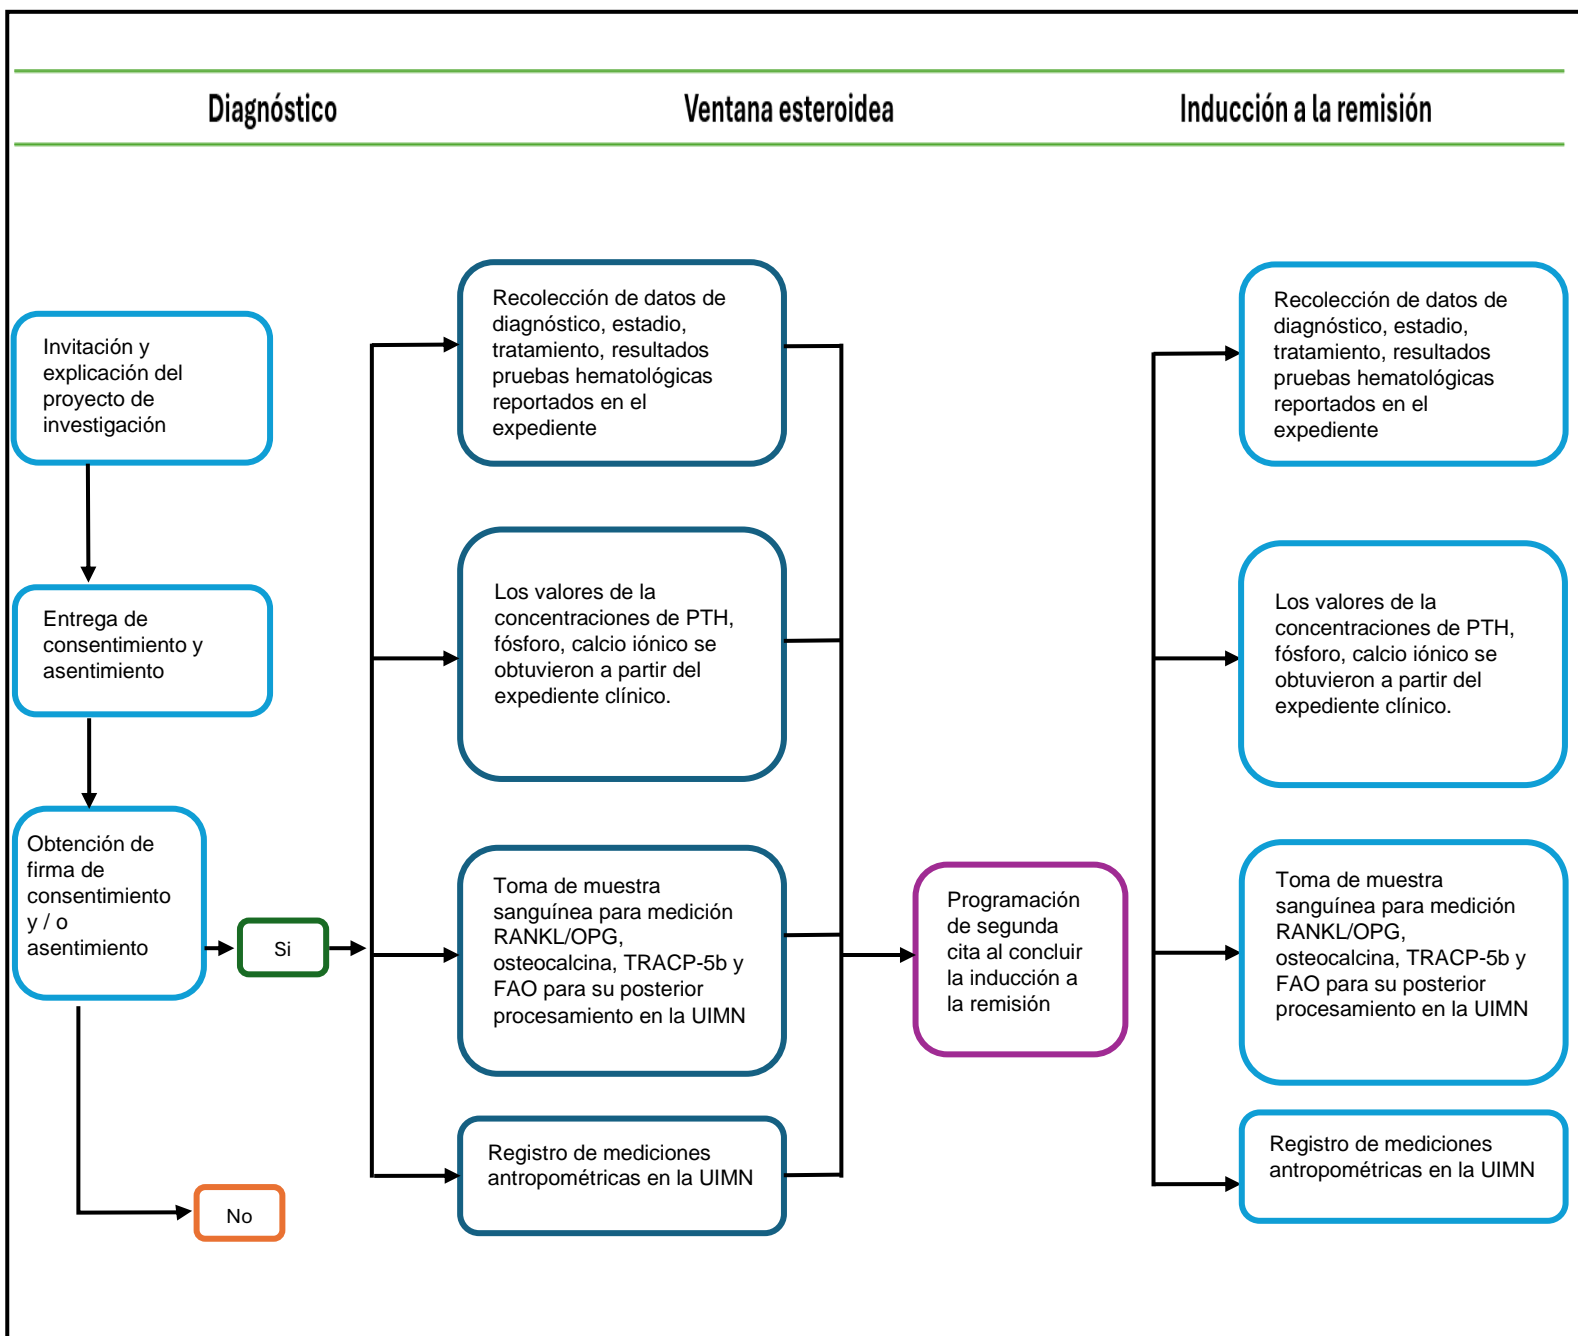 Diagnóstico
Ventana esteroidea
Inducción a la remisión
Invitación y
explicación del
proyecto de
investigación
Entrega de
consentimiento y
asentimiento
Obtención de
firma de
consentimiento
y / o
asentimiento
Si
No
Recolección de datos de
diagnóstico, estadio,
tratamiento, resultados
pruebas hematológicas
reportados en el
expediente
Los valores de la
concentraciones de PTH,
fósforo, calcio iónico se
obtuvieron a partir del
expediente clínico.
Toma de muestra
sanguínea para medición
RANKL/OPG,
osteocalcina, TRACP-5b y
FAO para su posterior
procesamiento en la UIMN
Registro de mediciones
antropométricas en la UIMN
Programación
de segunda
cita al concluir
la inducción a
la remisión
Recolección de datos de
diagnóstico, estadio,
tratamiento, resultados
pruebas hematológicas
reportados en el
expediente
Los valores de la
concentraciones de PTH,
fósforo, calcio iónico se
obtuvieron a partir del
expediente clínico.
Toma de muestra
sanguínea para medición
RANKL/OPG,
osteocalcina, TRACP-5b y
FAO para su posterior
procesamiento en la UIMN
Registro de mediciones
antropométricas en la UIMN